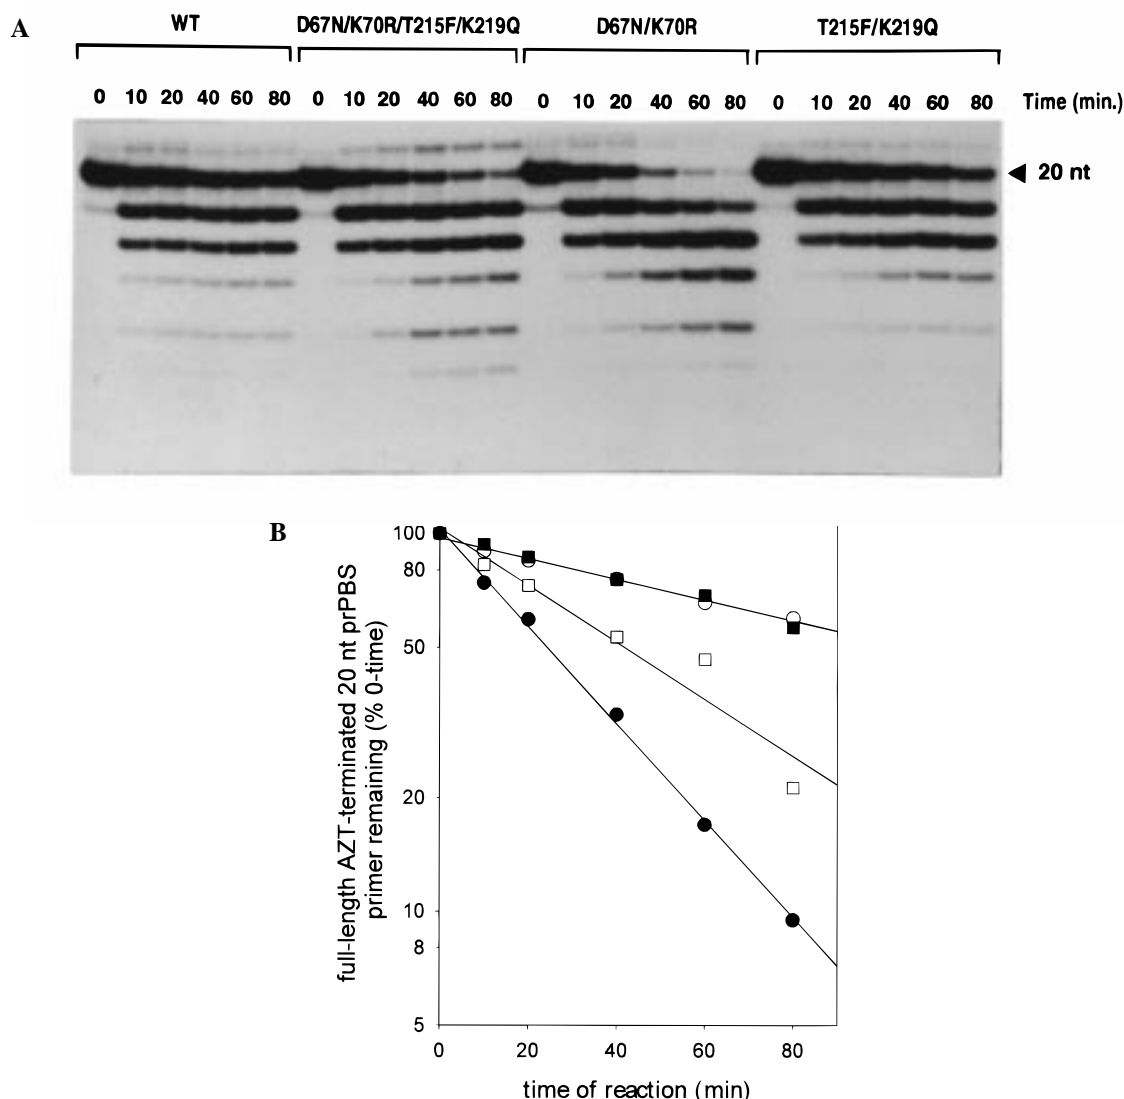 A
WT D67N/K70R/T215F/K219Q D67N/K70R T215F/K219Q
0 10 20 40 60 80 0 10 20 40 60 80 0 10 20 40 60 80 0 10 20 40 60 80 Time (min.)
20 nt
B
full-length AZT-terminated 20 nt prPBS
primer remaining (% 0-time)
100
80
50
20
10
8
5
0 20 40 60 80
time of reaction (min)